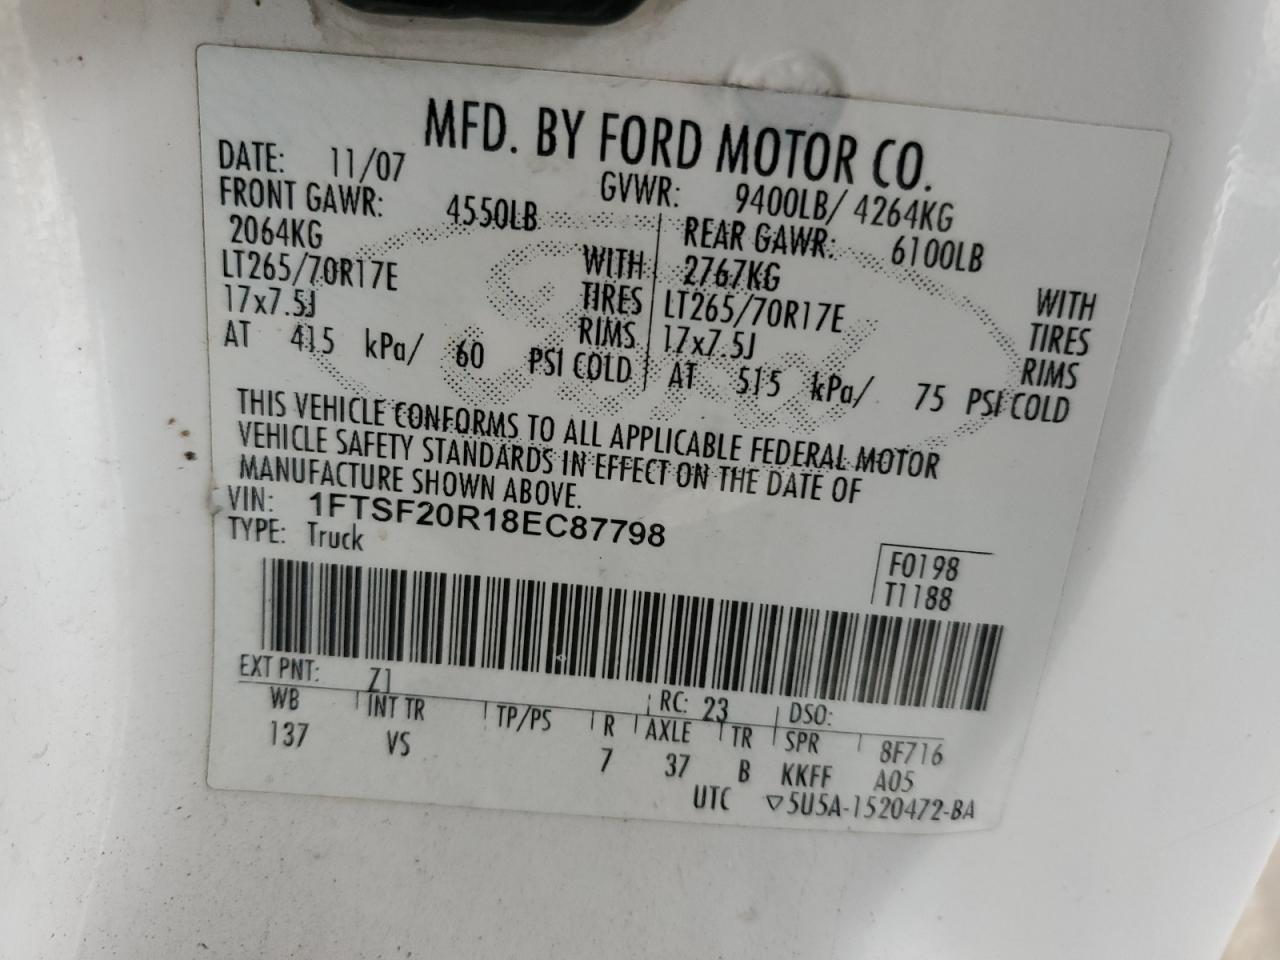 MFD. BY FORD MOTOR CO.
DATE: 11/07 GVWR: 9400LB/ 4264KG
FRONT GAWR: 4550LB REAR GAWR: 6100LB
2064KG WITH 2767KG WITH
LT265/70R17E TIRES LT265/70R17E TIRES
17x7.5J RIMS 17x7.5J RIMS
AT 415 kPa/ 60 PSI COLD AT 515 kPa/ 75 PSI COLD
THIS VEHICLE CONFORMS TO ALL APPLICABLE FEDERAL MOTOR
VEHICLE SAFETY STANDARDS IN EFFECT ON THE DATE OF
MANUFACTURE SHOWN ABOVE.
VIN: 1FTSF20R18EC87798
TYPE: Truck
F0198
T1188
EXT PNT: Z1 RC: 23 DSO:
WB INT TR TP/PS R AXLE TR SPR 8F716
137 VS 7 37 B KKFF A05
UTC ▽5U5A-1520472-BA